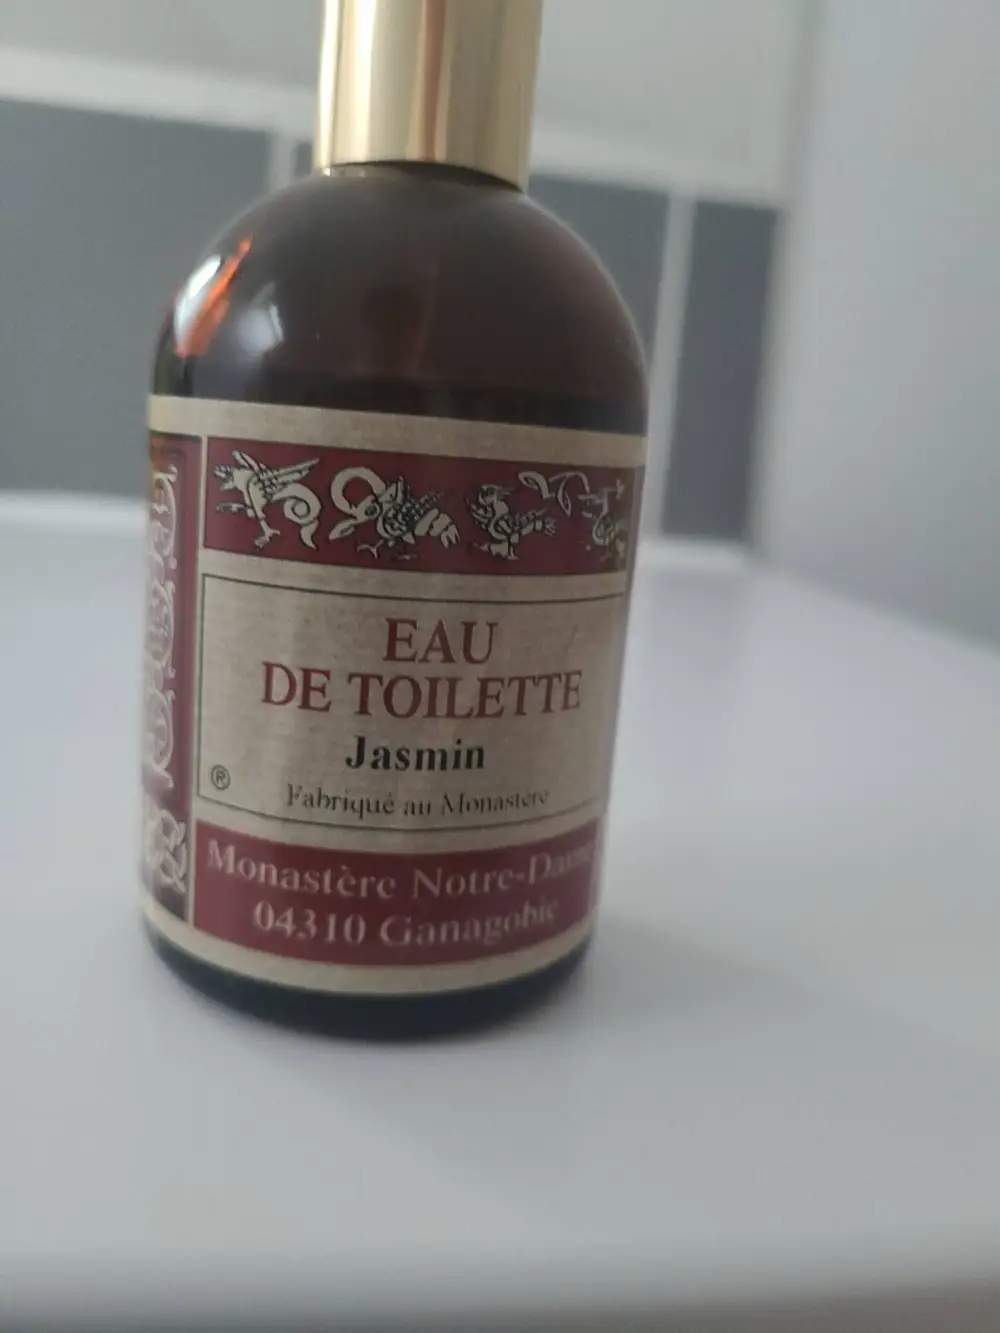 EAU
DE TOILETTE
Jasmin
®
Fabriqué au Monastère
Monastère Notre-Dame
04310 Ganagobie